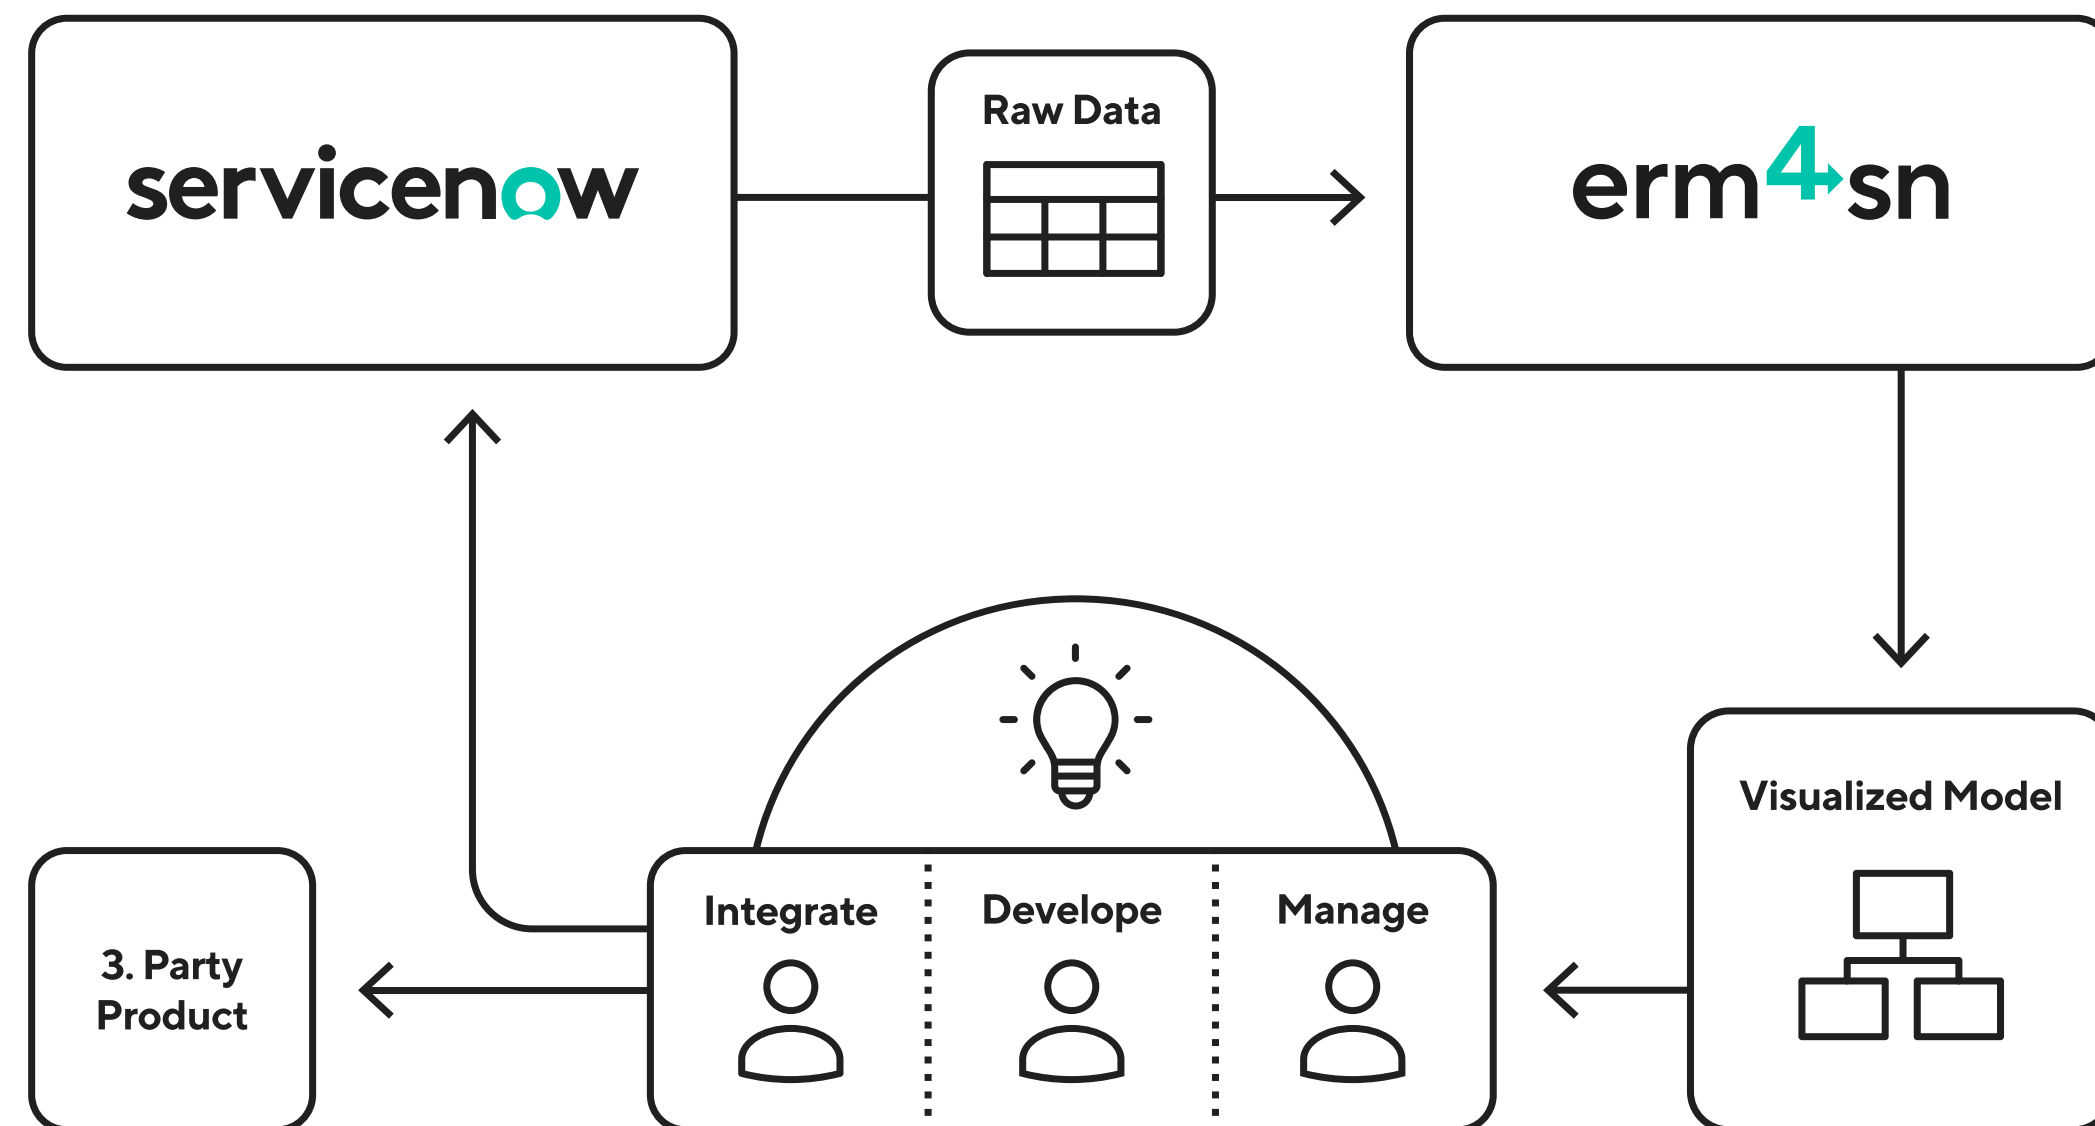 servicenow
Raw Data
erm4sn
Visualized Model
Integrate
Develope
Manage
3. Party
Product